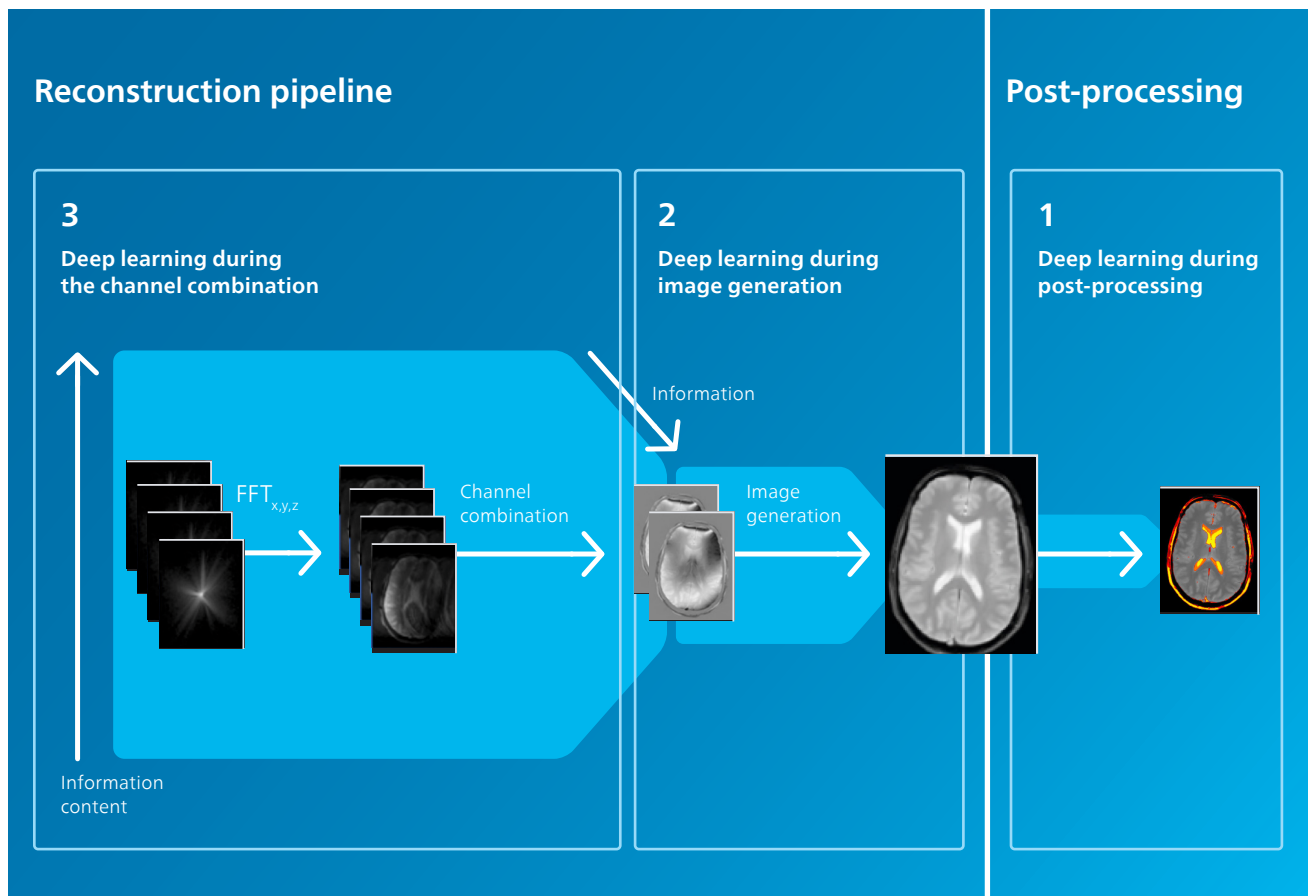 Reconstruction pipeline
Post-processing
3
Deep learning during
the channel combination
2
Deep learning during
image generation
1
Deep learning during
post-processing
Information
FFTx,y,z
Channel
combination
Image
generation
Information
content